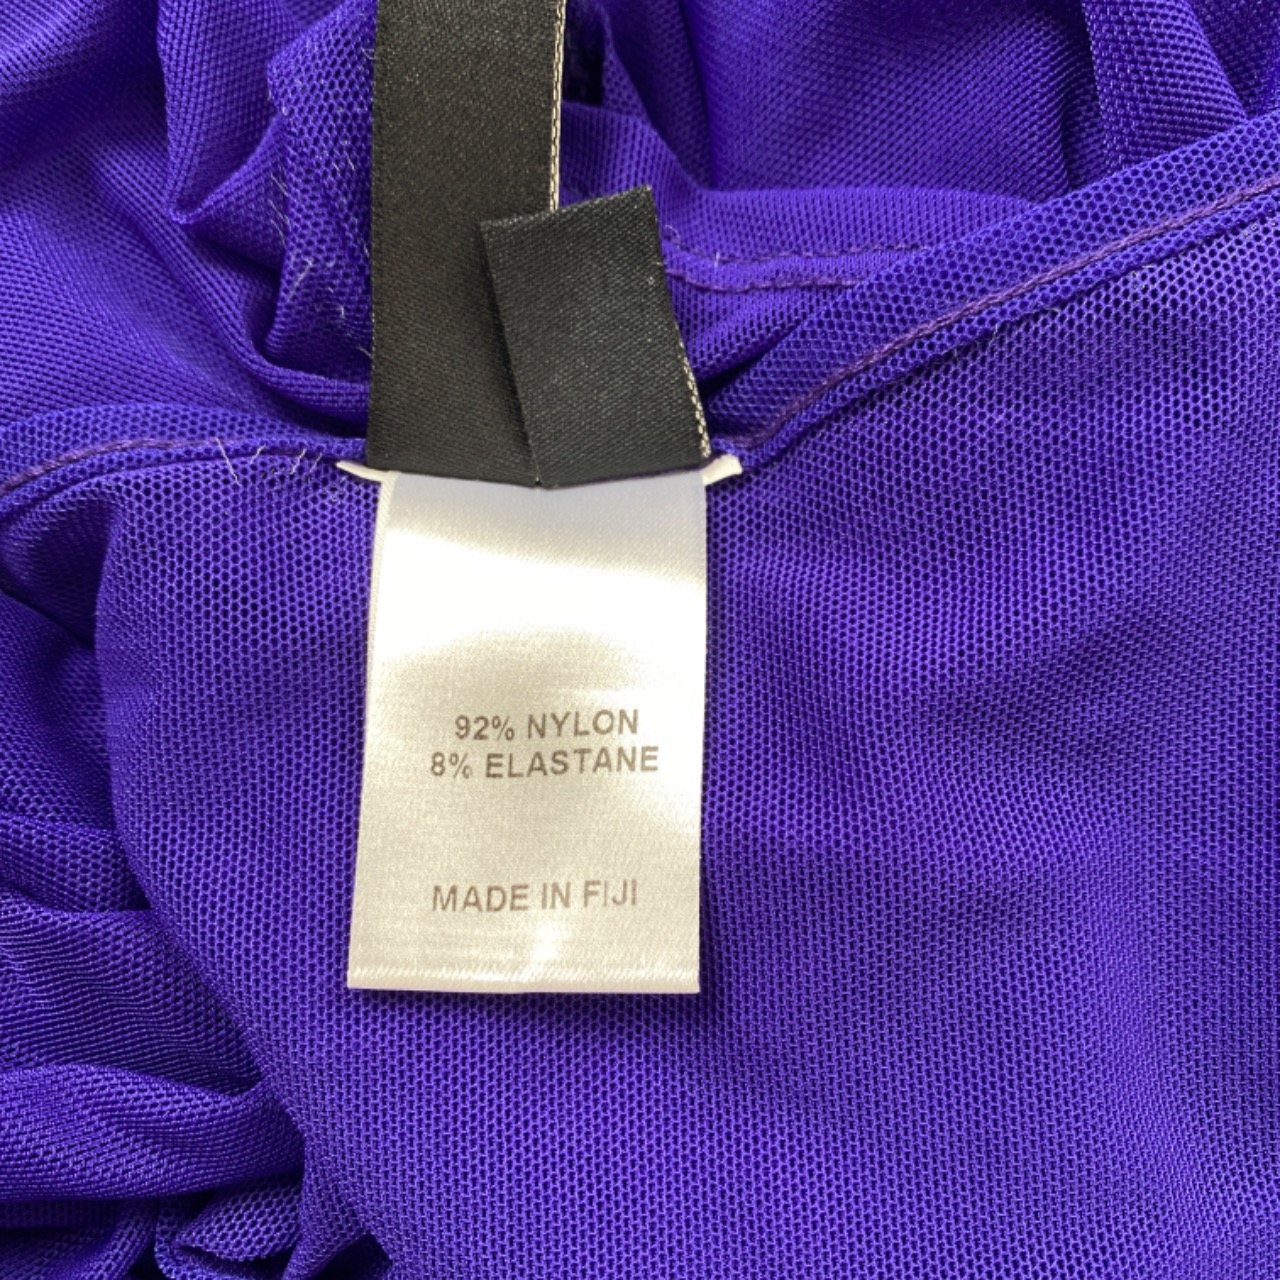 92% NYLON
8% ELASTANE
MADE IN FIJI